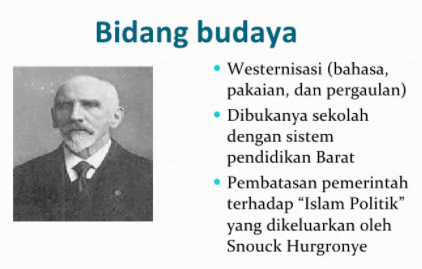 Bidang budaya
• Westernisasi (bahasa,
pakaian, dan pergaulan)
• Dibukanya sekolah
dengan sistem
pendidikan Barat
• Pembatasan pemerintah
terhadap “Islam Politik”
yang dikeluarkan oleh
Snouck Hurgronye